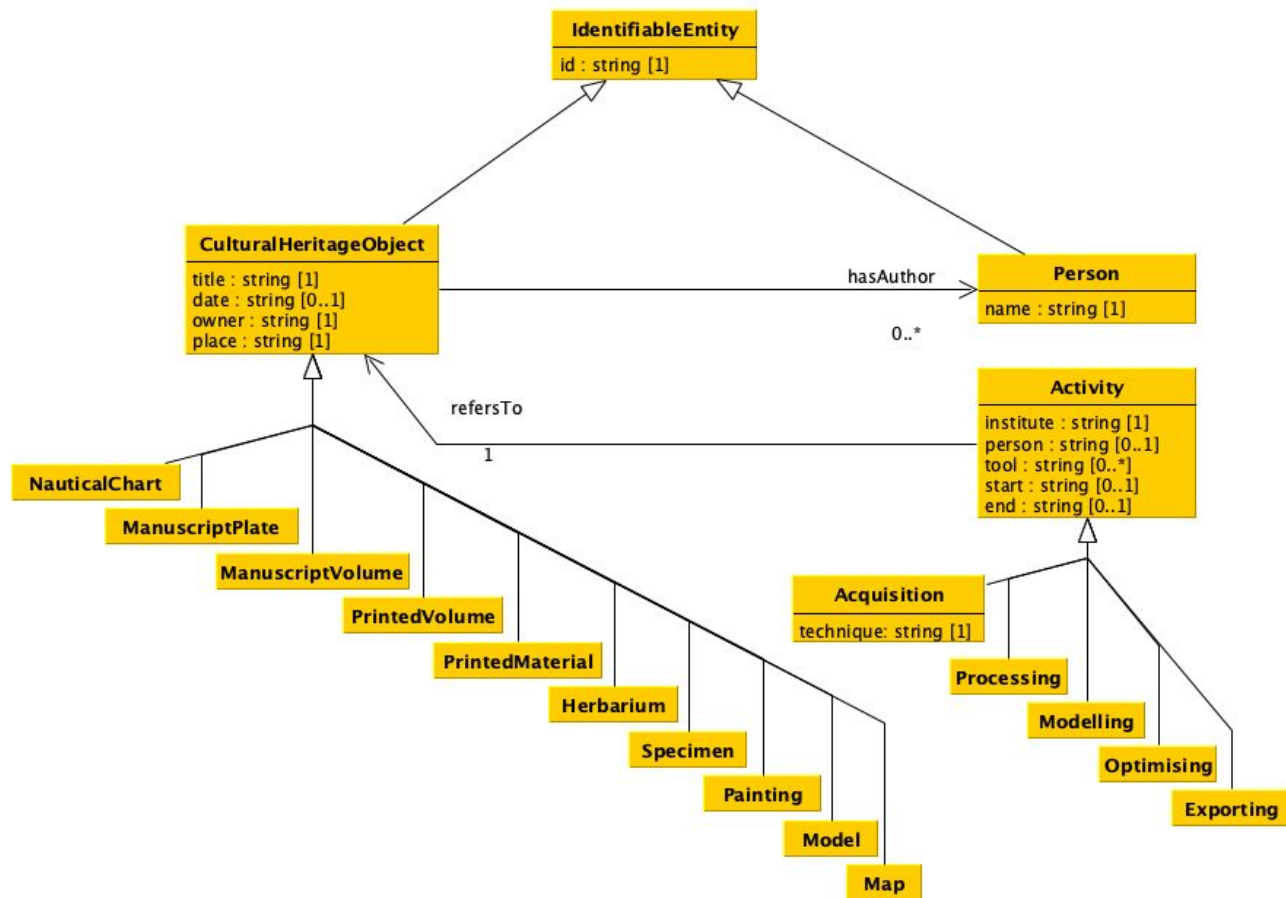 IdentifiableEntity
id : string [1]
CulturalHeritageObject
title : string [1]
date : string [0..1]
owner : string [1]
place : string [1]
hasAuthor
0..*
Person
name : string [1]
refersTo
1
Activity
institute : string [1]
person : string [0..1]
tool : string [0..*]
start : string [0..1]
end : string [0..1]
NauticalChart
ManuscriptPlate
ManuscriptVolume
PrintedVolume
PrintedMaterial
Herbarium
Specimen
Painting
Model
Map
Acquisition
technique: string [1]
Processing
Modelling
Optimising
Exporting